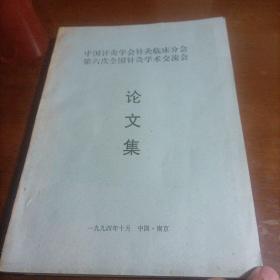 中国针灸学会针灸临床分会
第六次全国针灸学术交流会
论
文
集
一九九四年十月 中国·南京